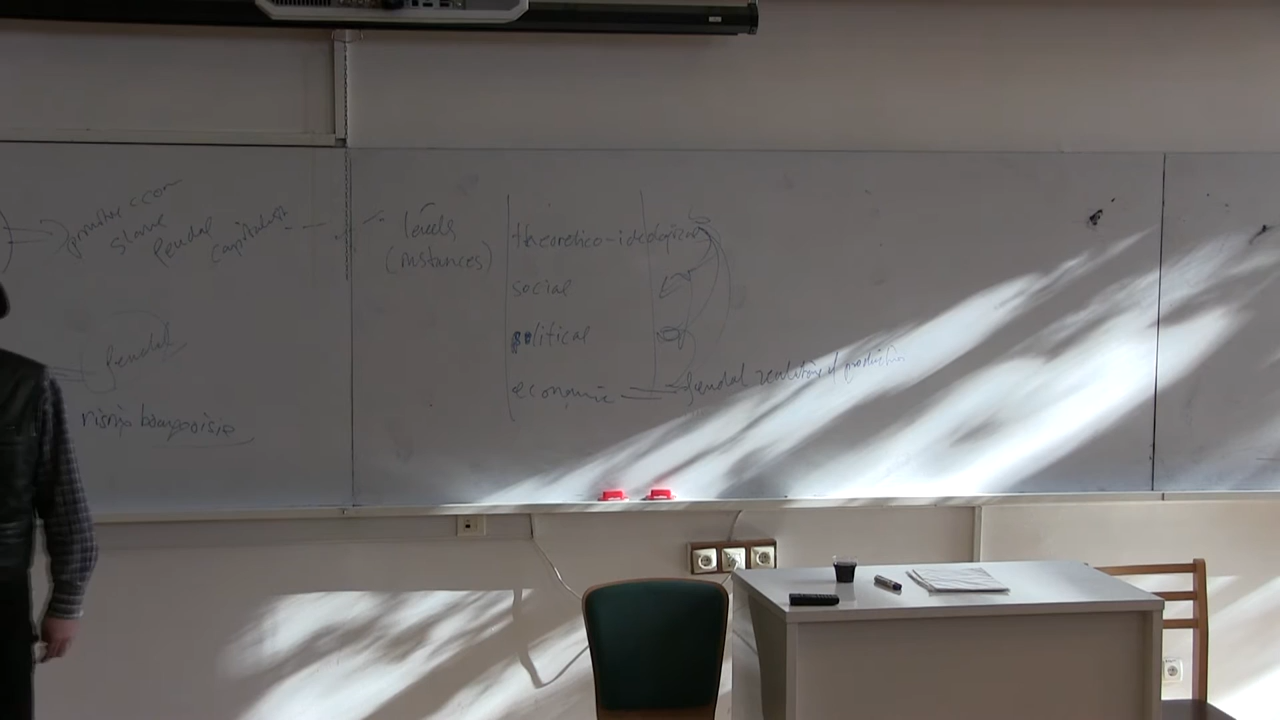 primitive com
slave
feudal
capitalist
feudal
rising bourgeoisie
levels
(instances)
theoretico-ideological
social
political
economic = feudal relations of production